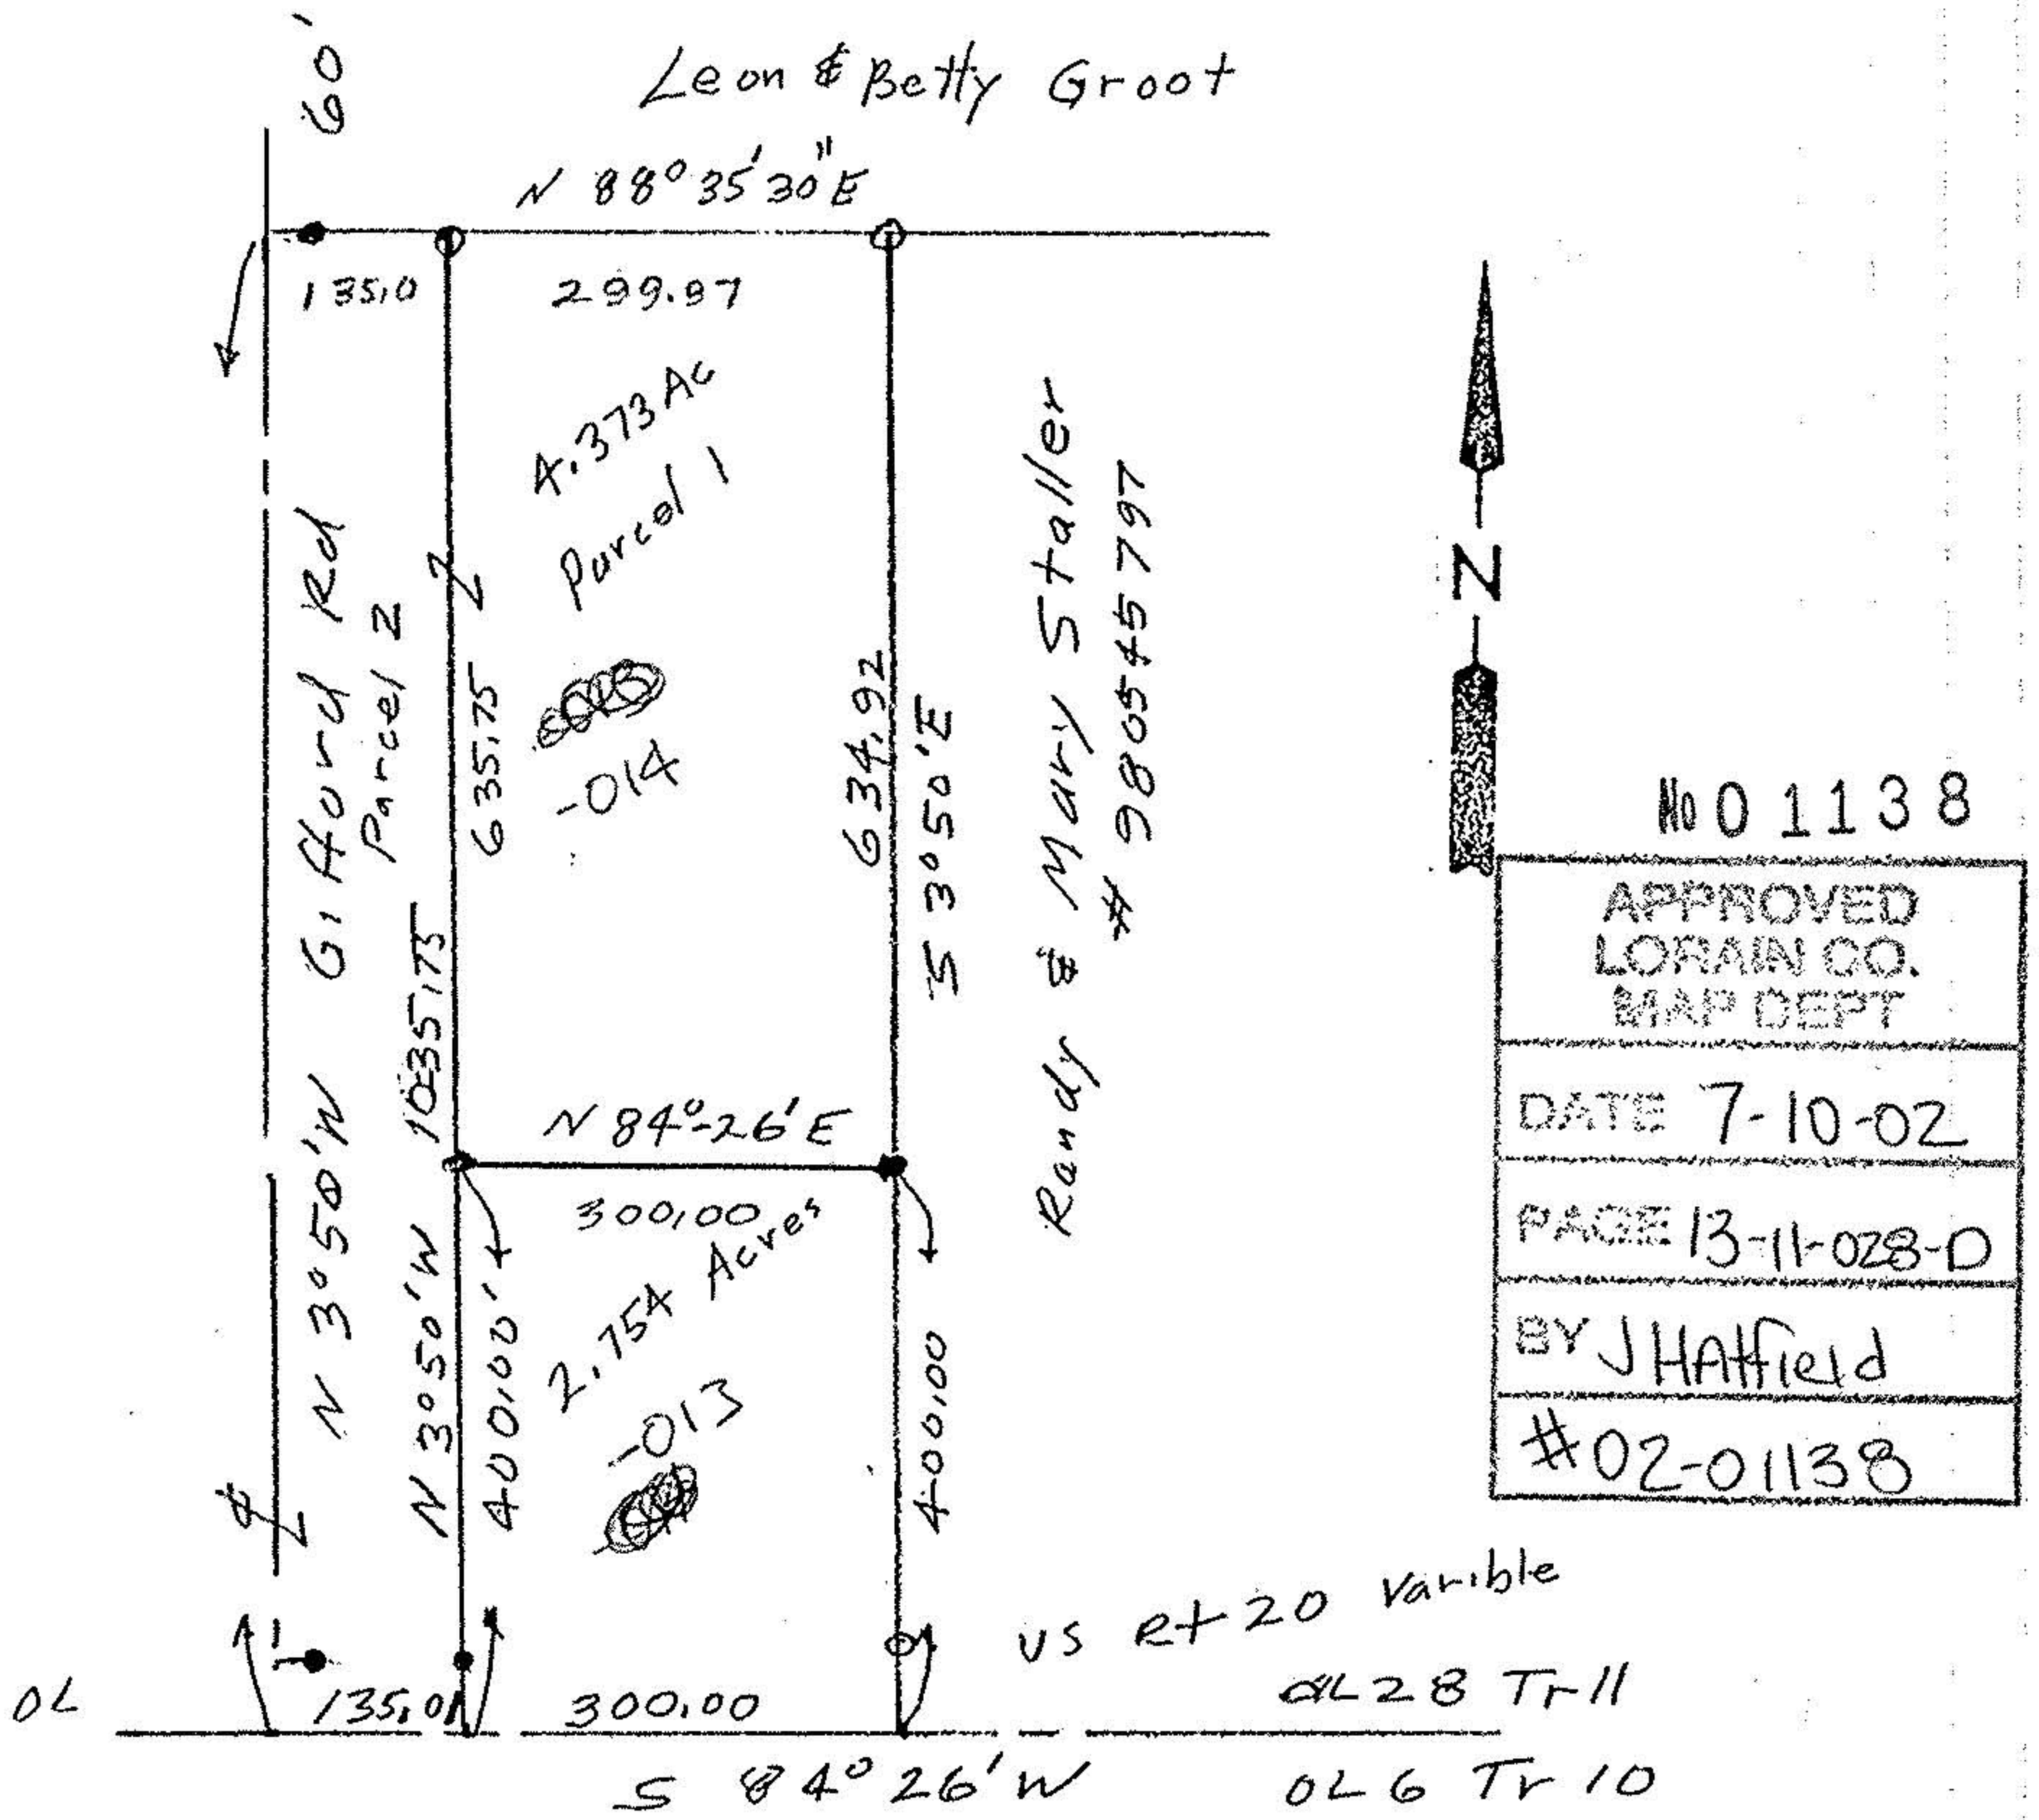 60'
Leon & Betty Groot
N 88° 35' 30" E
135.0
299.97
4.373 Ac
Parcel 1
-014
Gifford Rd
Parcel 2
N 3° 50' W
1035.75
635.75
634.92
S 3° 50' E
Randy & Mary Staller
N
No 01138
APPROVED
LORAIN CO.
MAP DEPT
DATE 7-10-02
PAGE 13-11-028-D
BY J HAtfield
#02-01138
N 84°-26' E
300.00
2.754 Acres
-013
N 3° 50' W
400.00'
400.00
US Rt 20 Varible
OL
135.01
300.00
OL 28 Tr 11
S 84° 26' W
OL 6 Tr 10